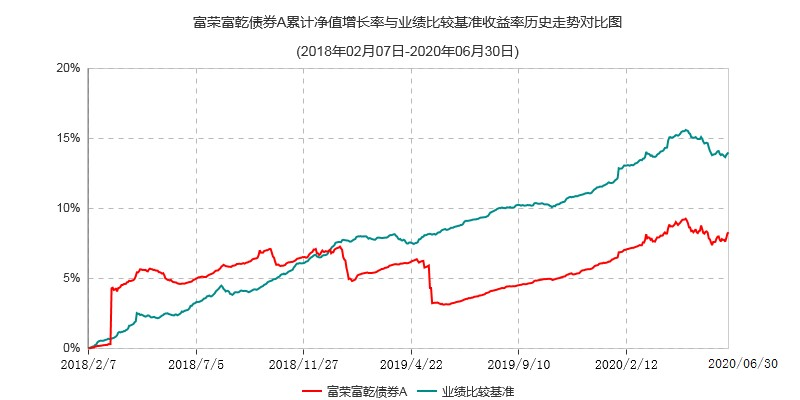 富荣富乾债券A累计净值增长率与业绩比较基准收益率历史走势对比图
(2018年02月07日-2020年06月30日)
20%
15%
10%
5%
0%
2018/2/7 2018/7/5 2018/11/27 2019/4/22 2019/9/10 2020/2/12 2020/06/30
富荣富乾债券A 业绩比较基准